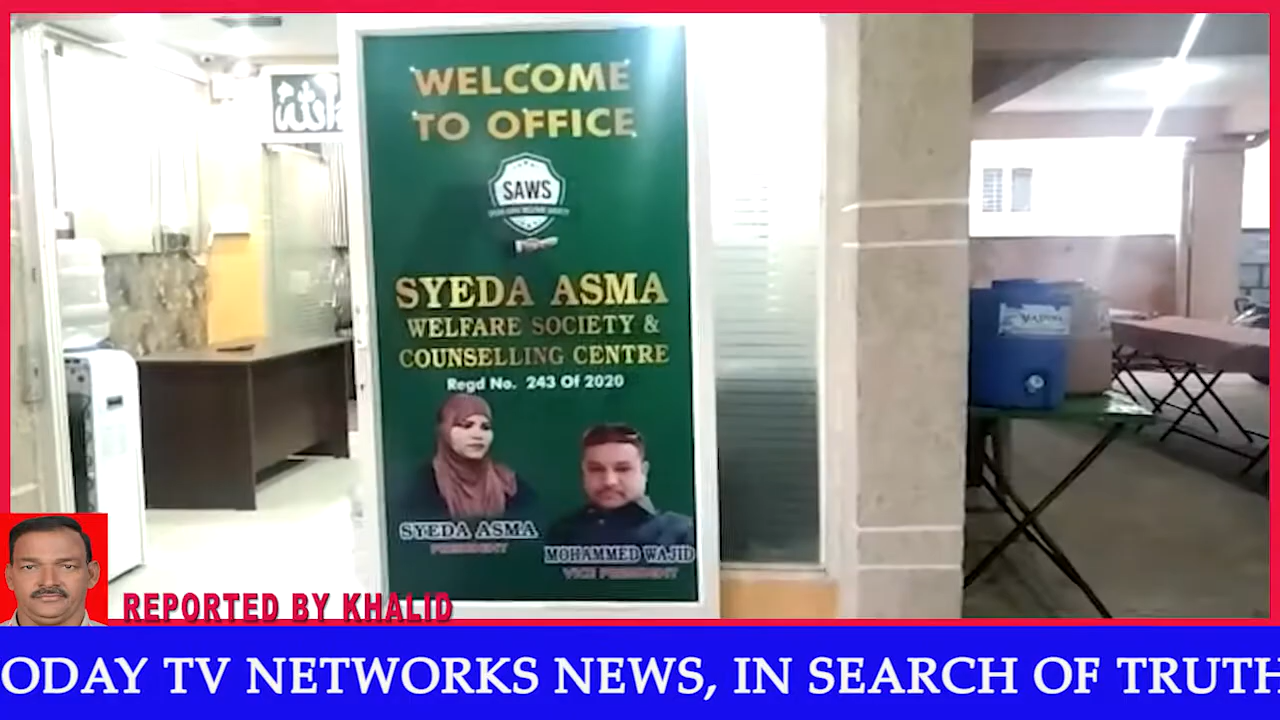 WELCOME
TO OFFICE
SAWS
SYEDA ASMA
WELFARE SOCIETY &
COUNSELLING CENTRE
Regd No. 243 Of 2020
SYEDA ASMA
PRESIDENT
MOHAMMED WAJID
VICE PRESIDENT
REPORTED BY KHALID
ODAY TV NETWORKS NEWS, IN SEARCH OF TRUTH